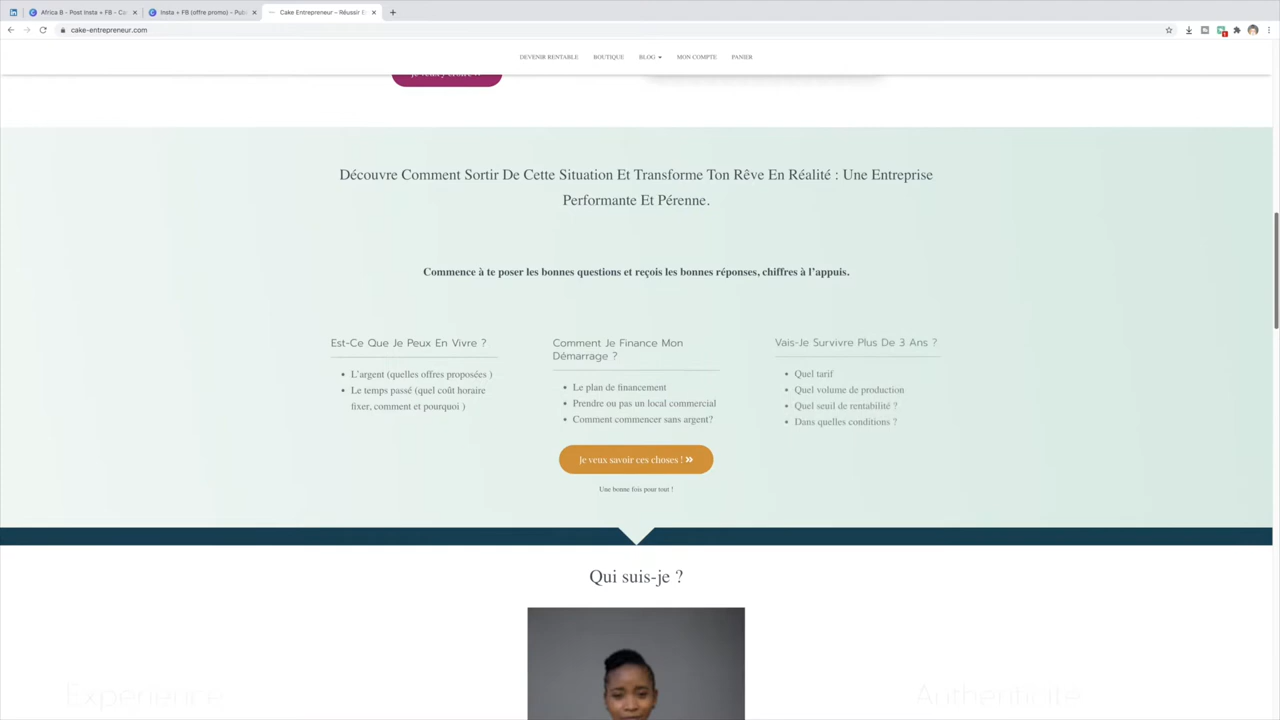 Africa B - Post Insta + FB - Ca
Insta + FB (offre promo) - Pub
Cake Entrepreneur – Réussir E
cake-entrepreneur.com
DEVENIR RENTABLE
BOUTIQUE
BLOG
MON COMPTE
PANIER
Découvre Comment Sortir De Cette Situation Et Transforme Ton Rêve En Réalité : Une Entreprise
Performante Et Pérenne.
Commence à te poser les bonnes questions et reçois les bonnes réponses, chiffres à l’appuis.
Est-Ce Que Je Peux En Vivre ?
L’argent (quelles offres proposées )
Le temps passé (quel coût horaire
fixer, comment et pourquoi )
Comment Je Finance Mon
Démarrage ?
Le plan de financement
Prendre ou pas un local commercial
Comment commencer sans argent?
Vais-Je Survivre Plus De 3 Ans ?
Quel tarif
Quel volume de production
Quel seuil de rentabilité ?
Dans quelles conditions ?
Je veux savoir ces choses ! »
Une bonne fois pour tout !
Qui suis-je ?
Expérience
Authenticité